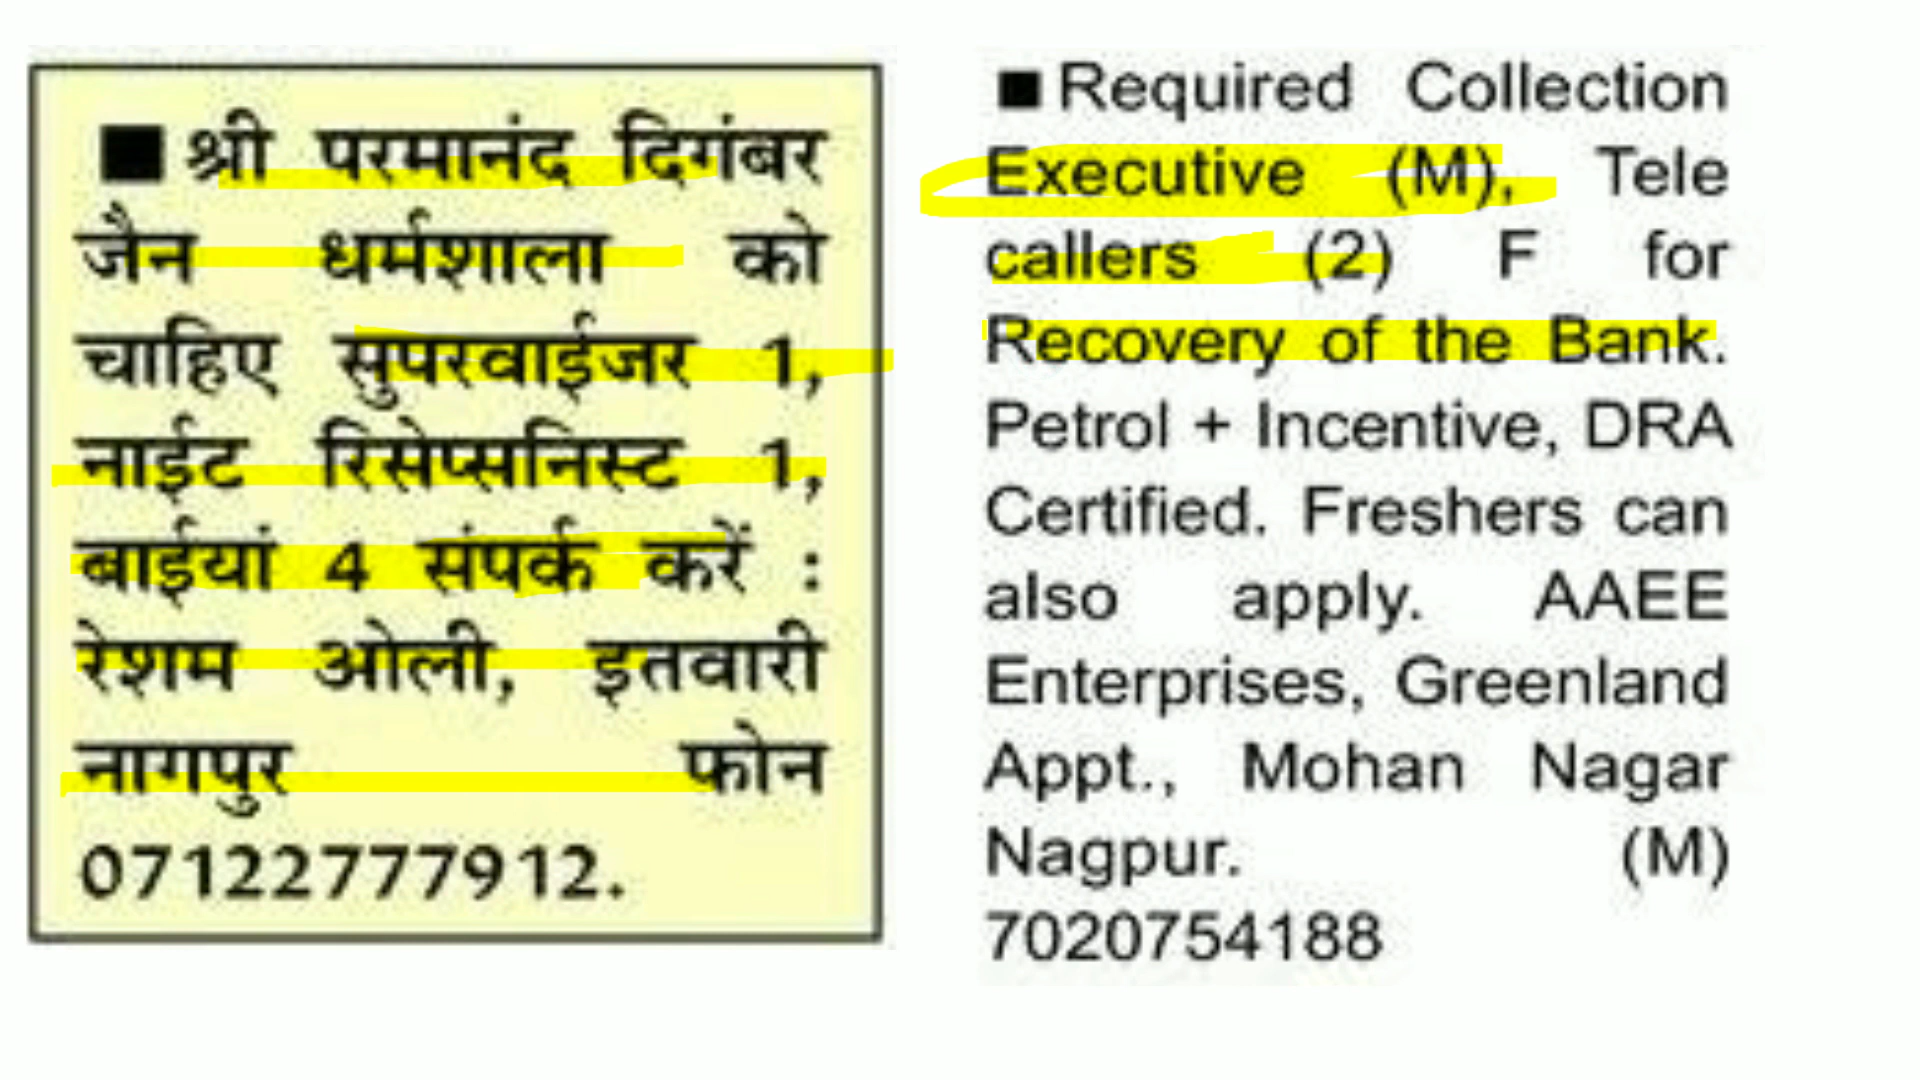 ■ श्री परमानंद दिगंबर
जैन धर्मशाला को
चाहिए सुपरवाईजर 1,
नाईट रिसेप्सनिस्ट 1,
बाईयां 4 संपर्क करें :
रेशम ओली, इतवारी
नागपुर फोन
07122777912.
■ Required Collection
Executive (M), Tele
callers (2) F for
Recovery of the Bank.
Petrol + Incentive, DRA
Certified. Freshers can
also apply. AAEE
Enterprises, Greenland
Appt., Mohan Nagar
Nagpur. (M)
7020754188